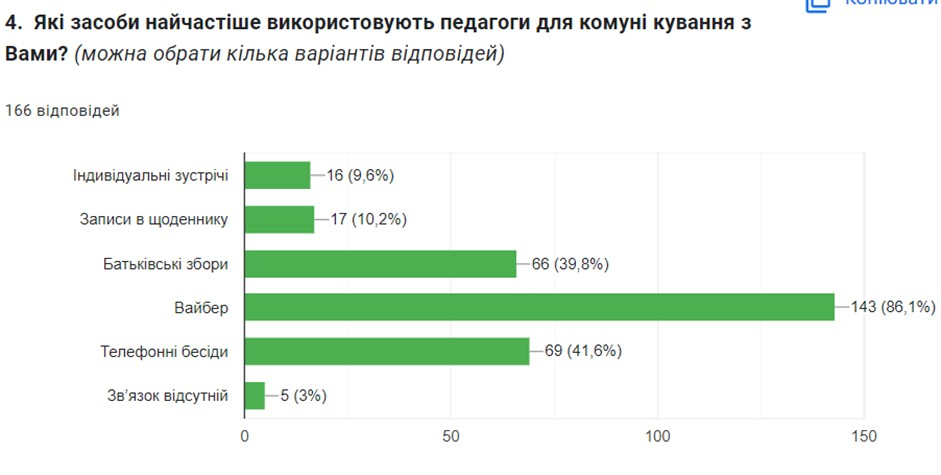 Копіювати
4. Які засоби найчастіше використовують педагоги для комуні кування з
Вами? (можна обрати кілька варіантів відповідей)
166 відповідей
Індивідуальні зустрічі 16 (9,6%)
Записи в щоденнику 17 (10,2%)
Батьківські збори 66 (39,8%)
Вайбер 143 (86,1%)
Телефонні бесіди 69 (41,6%)
Зв'язок відсутній 5 (3%)
0 50 100 150